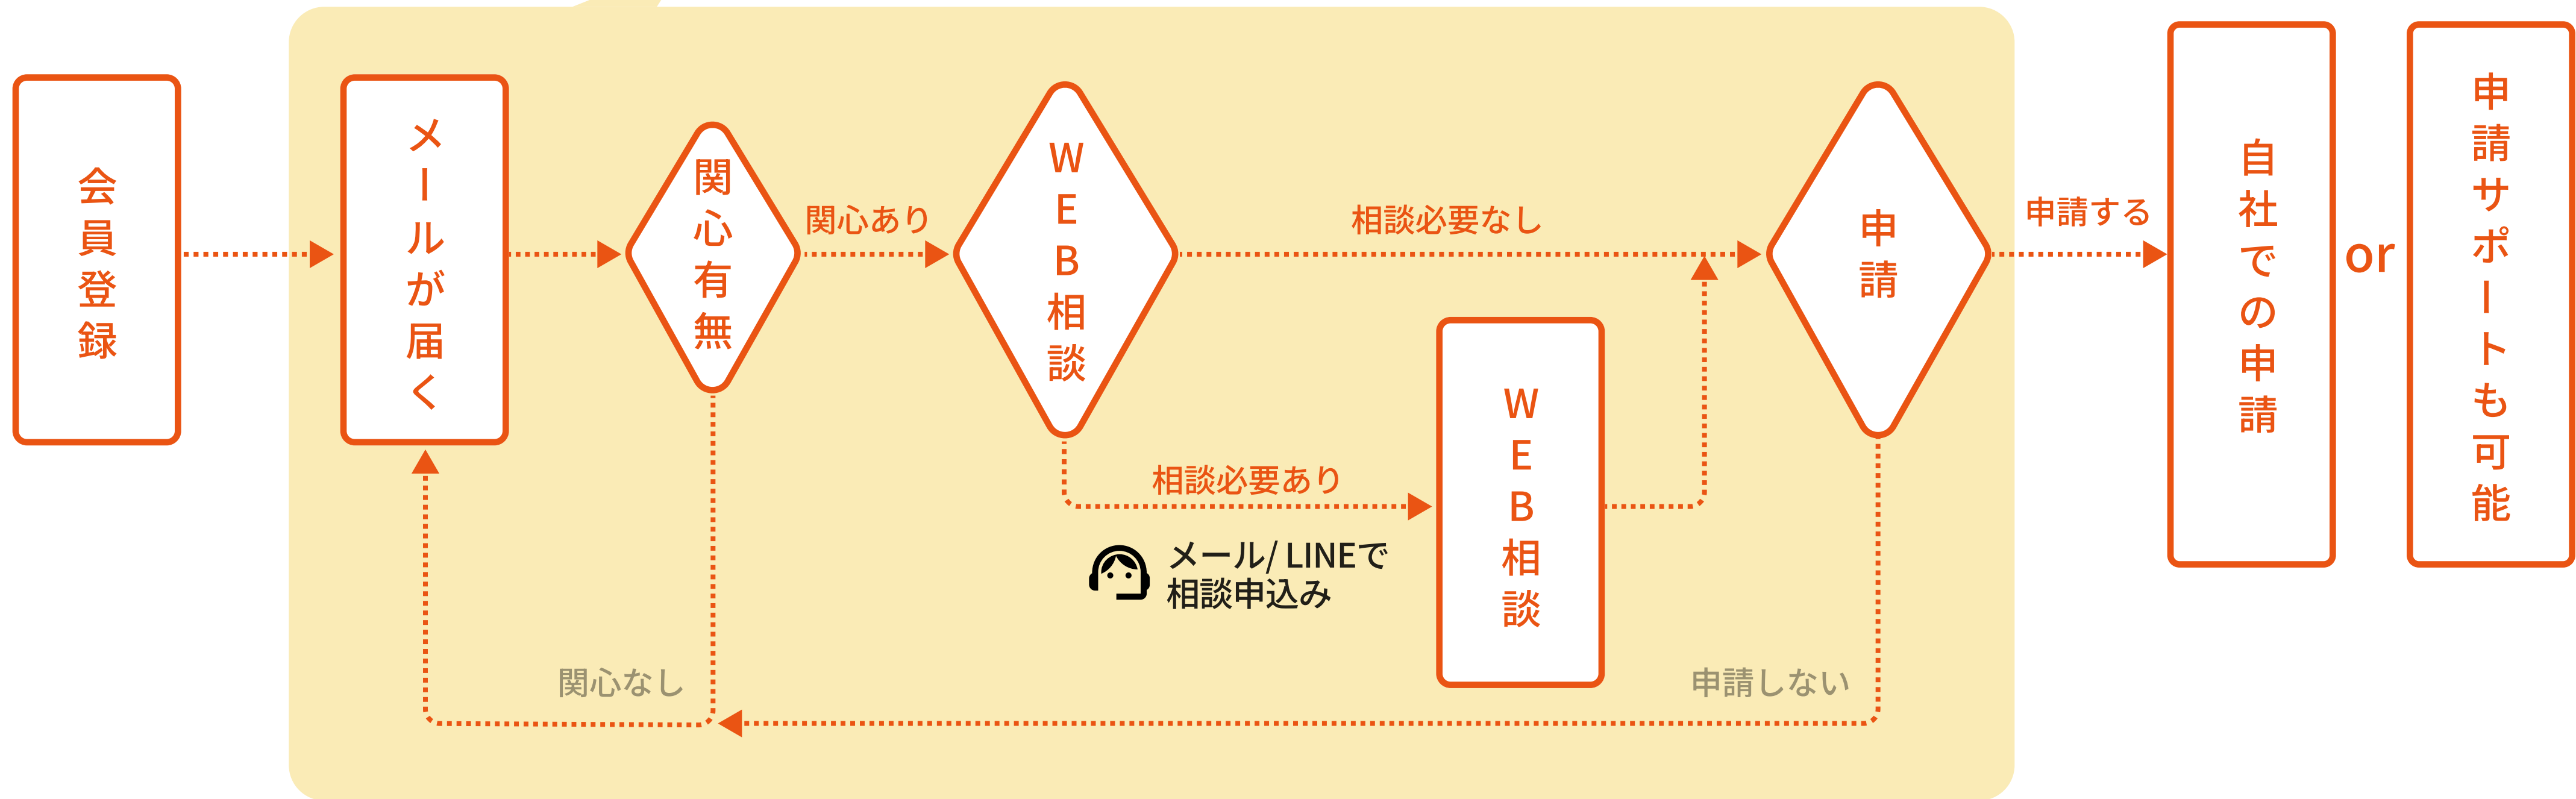 会員登録
メールが届く
関心有無
関心あり
WEB相談
相談必要なし
相談必要あり
メール/ LINEで
相談申込み
WEB相談
申請
申請する
自社での申請
or
申請サポートも可能
関心なし
申請しない